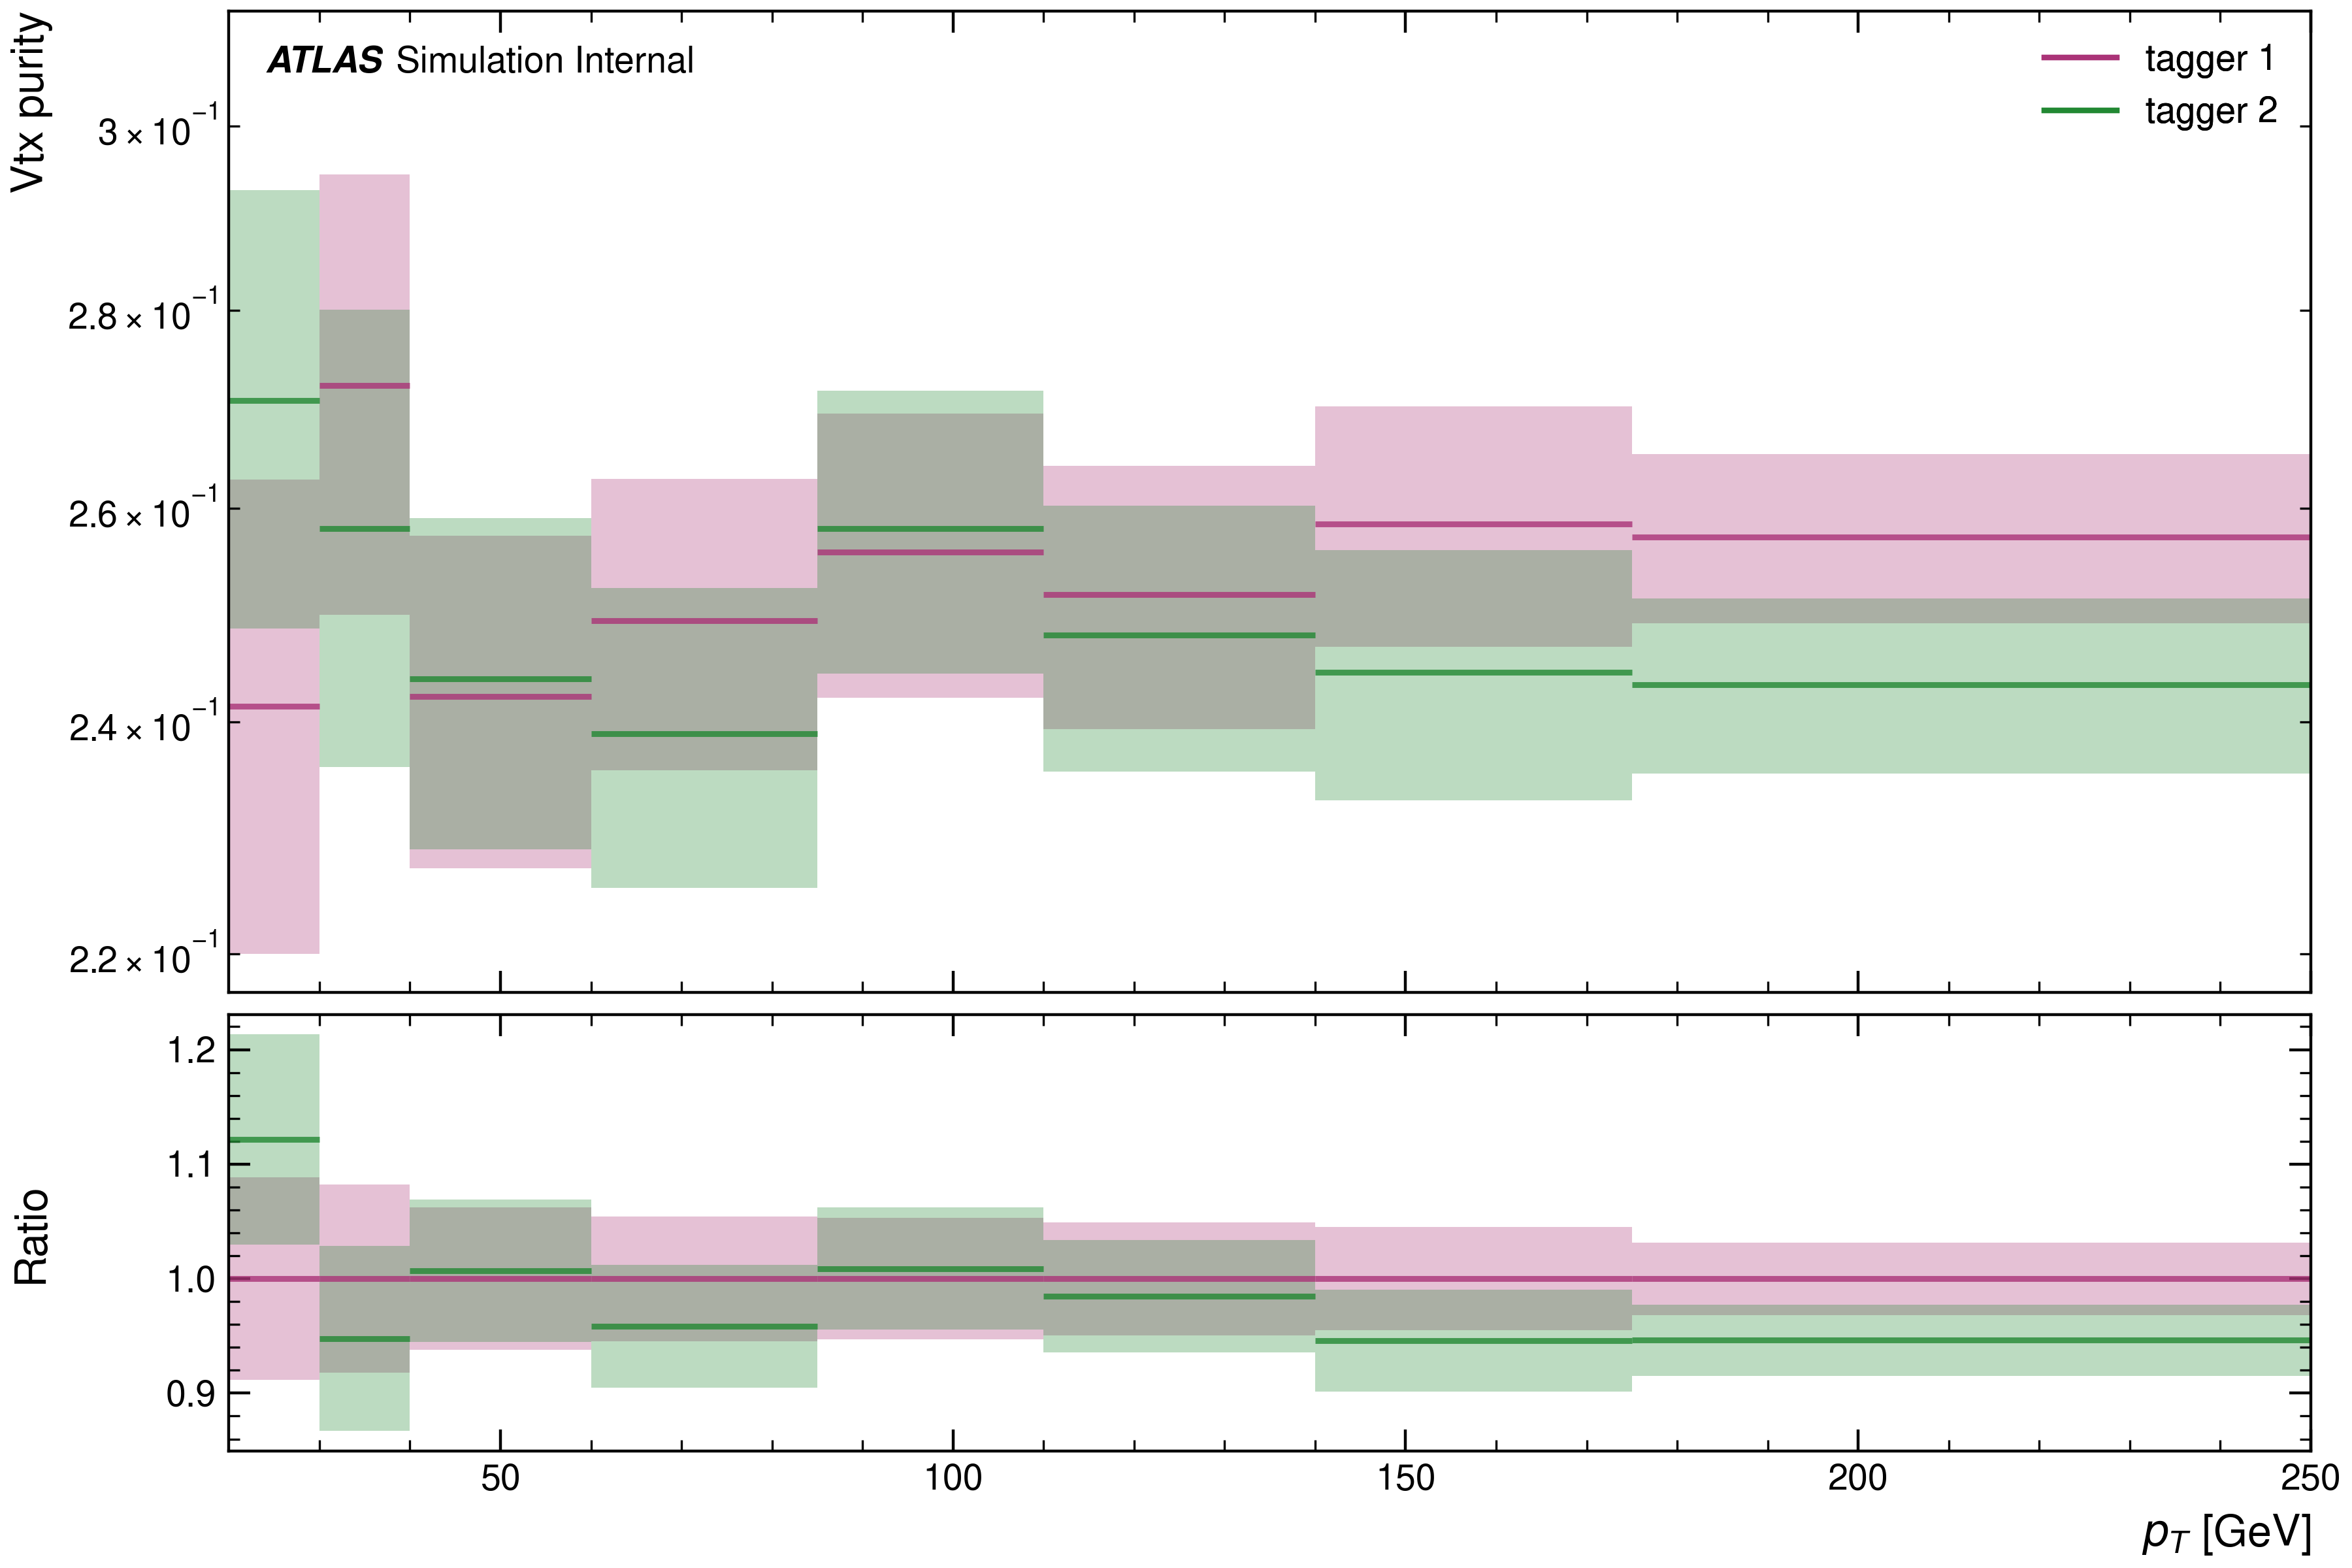 ATLAS Simulation Internal
tagger 1
tagger 2
Vtx purity
3 × 10⁻¹
2.8 × 10⁻¹
2.6 × 10⁻¹
2.4 × 10⁻¹
2.2 × 10⁻¹
Ratio
1.2
1.1
1.0
0.9
50 100 150 200 250
p_T [GeV]